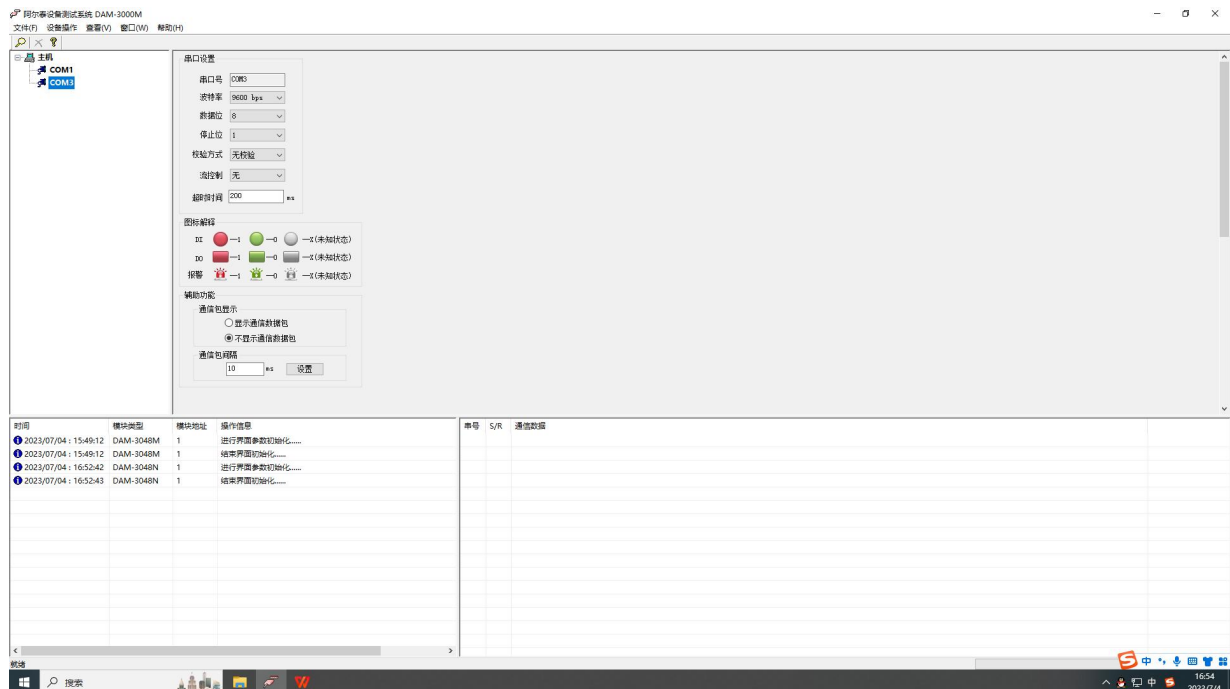 阿尔泰设备测试系统 DAM-3000M
文件(F) 设备操作 查看(V) 窗口(W) 帮助(H)
主机
COM1
COM3
串口设置
串口号 COM3
波特率 9600 bps
数据位 8
停止位 1
校验方式 无校验
流控制 无
超时时间 200 ms
图标解释
DI —1 —0 —X(未知状态)
DO —1 —0 —X(未知状态)
报警 —1 —0 —X(未知状态)
辅助功能
通信包显示
显示通信数据包
不显示通信数据包
通信包间隔
10 ms 设置
时间 模块类型 模块地址 操作信息
2023/07/04 : 15:49:12 DAM-3048M 1 进行界面参数初始化......
2023/07/04 : 15:49:12 DAM-3048M 1 结束界面初始化......
2023/07/04 : 16:52:42 DAM-3048N 1 进行界面参数初始化......
2023/07/04 : 16:52:43 DAM-3048N 1 结束界面初始化......
串号 S/R 通信数据
就绪
中
搜索
中
16:54
2023/7/4